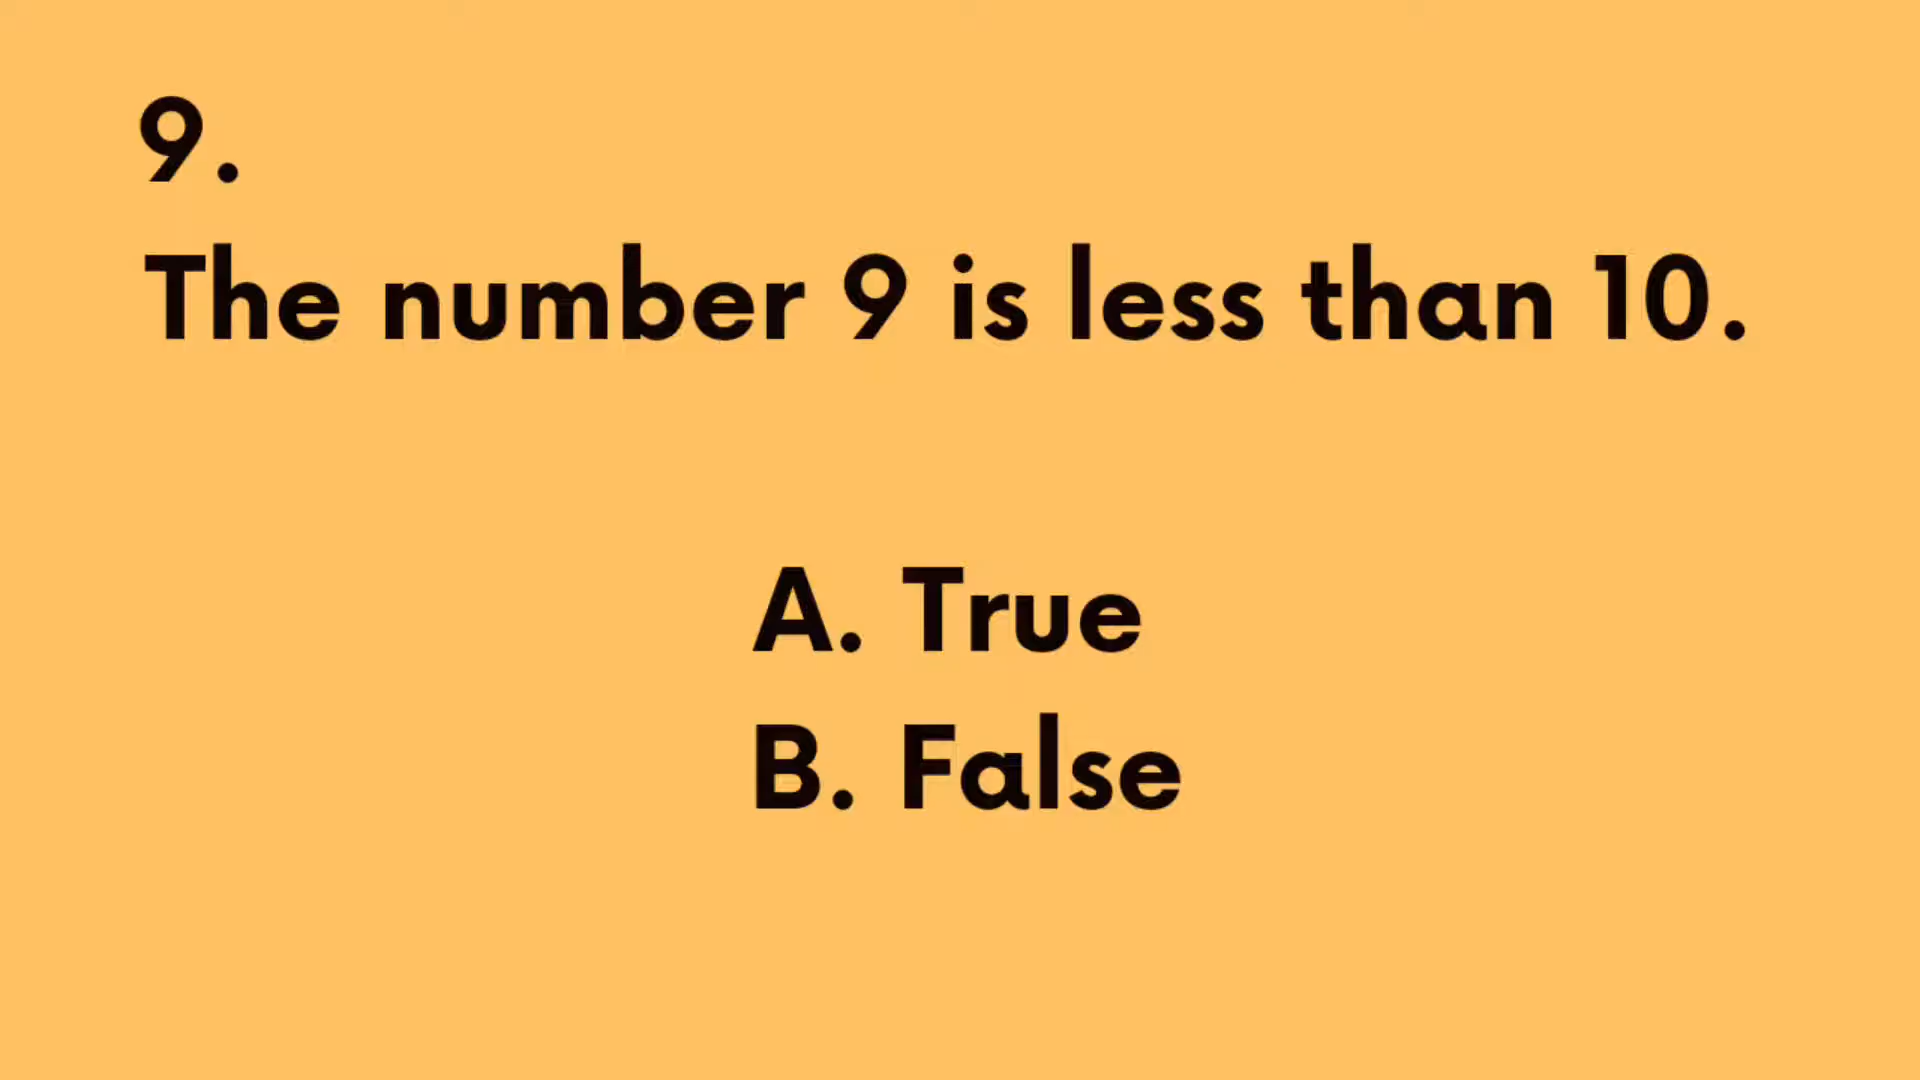 9.
The number 9 is less than 10.
A. True
B. False